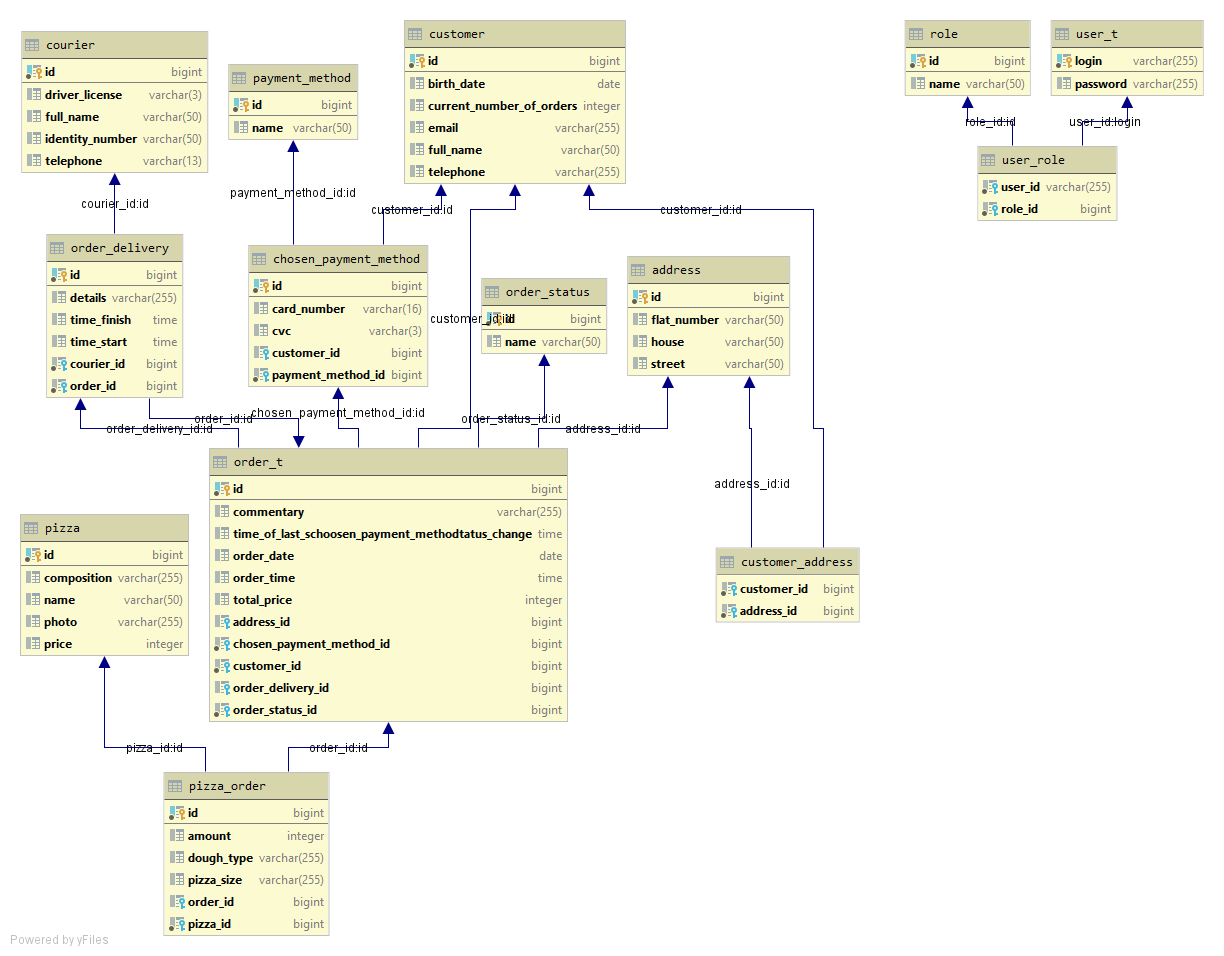 courier
id bigint
driver_license varchar(3)
full_name varchar(50)
identity_number varchar(50)
telephone varchar(13)
payment_method
id bigint
name varchar(50)
customer
id bigint
birth_date date
current_number_of_orders integer
email varchar(255)
full_name varchar(50)
telephone varchar(255)
role
id bigint
name varchar(50)
user_t
login varchar(255)
password varchar(255)
role_id:id
user_id:login
user_role
user_id varchar(255)
role_id bigint
courier_id:id
payment_method_id:id
customer_id:id
customer_id:id
order_delivery
id bigint
details varchar(255)
time_finish time
time_start time
courier_id bigint
order_id bigint
chosen_payment_method
id bigint
card_number varchar(16)
cvc varchar(3)
customer_id bigint
payment_method_id bigint
customer_id:id
order_status
id bigint
name varchar(50)
address
id bigint
flat_number varchar(50)
house varchar(50)
street varchar(50)
order_id:id
chosen_payment_method_id:id
order_delivery_id:id
order_status_id:id
address_id:id
order_t
id bigint
commentary varchar(255)
time_of_last_schoosen_payment_methodtatus_change time
order_date date
order_time time
total_price integer
address_id bigint
chosen_payment_method_id bigint
customer_id bigint
order_delivery_id bigint
order_status_id bigint
address_id:id
pizza
id bigint
composition varchar(255)
name varchar(50)
photo varchar(255)
price integer
customer_address
customer_id bigint
address_id bigint
pizza_id:id
order_id:id
pizza_order
id bigint
amount integer
dough_type varchar(255)
pizza_size varchar(255)
order_id bigint
pizza_id bigint
Powered by yFiles